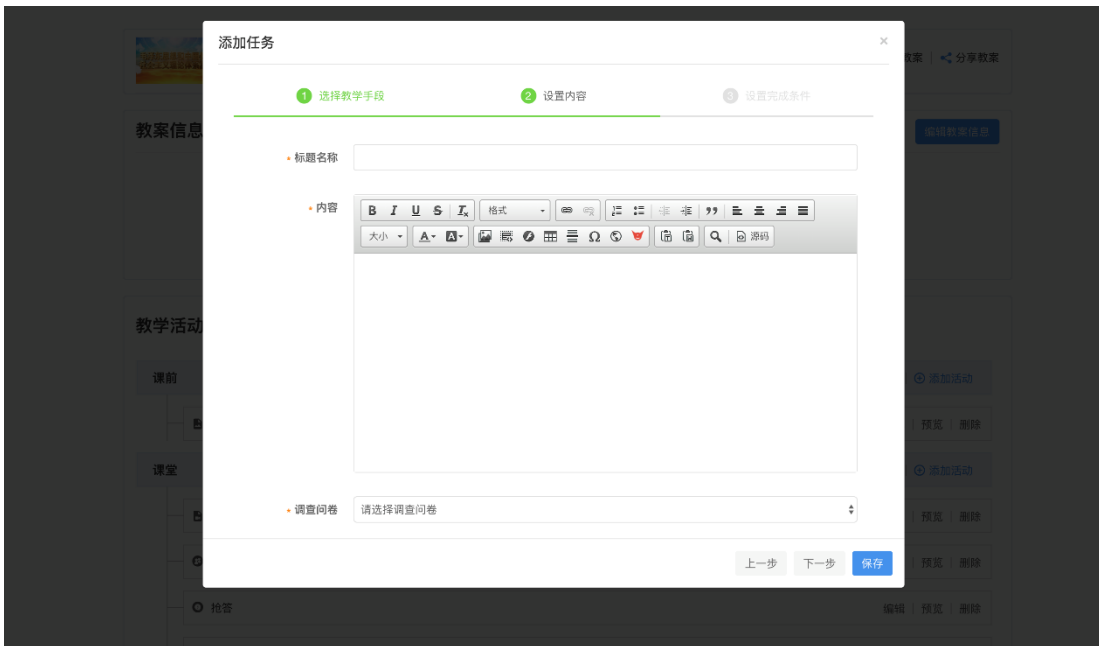 添加任务 ×
教案 | 分享教案
1 选择教学手段 2 设置内容 3 设置完成条件
教案信息 编辑教案信息
* 标题名称
* 内容
B I U S Tx 格式
大小 A A Ω 源码
教学活动
课前 添加活动
预览 | 删除
课堂 添加活动
* 调查问卷 请选择调查问卷
预览 | 删除
上一步 下一步 保存
预览 | 删除
抢答 编辑 | 预览 | 删除